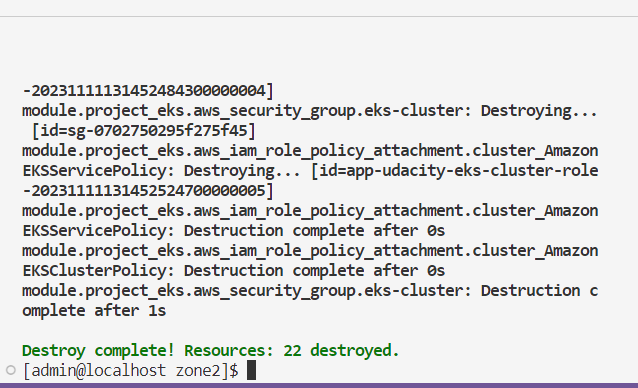 -20231111131452484300000004]
module.project_eks.aws_security_group.eks-cluster: Destroying...
[id=sg-0702750295f275f45]
module.project_eks.aws_iam_role_policy_attachment.cluster_Amazon
EKSServicePolicy: Destroying... [id=app-udacity-eks-cluster-role
-20231111131452524700000005]
module.project_eks.aws_iam_role_policy_attachment.cluster_Amazon
EKSServicePolicy: Destruction complete after 0s
module.project_eks.aws_iam_role_policy_attachment.cluster_Amazon
EKSClusterPolicy: Destruction complete after 0s
module.project_eks.aws_security_group.eks-cluster: Destruction c
omplete after 1s
Destroy complete! Resources: 22 destroyed.
[admin@localhost zone2]$